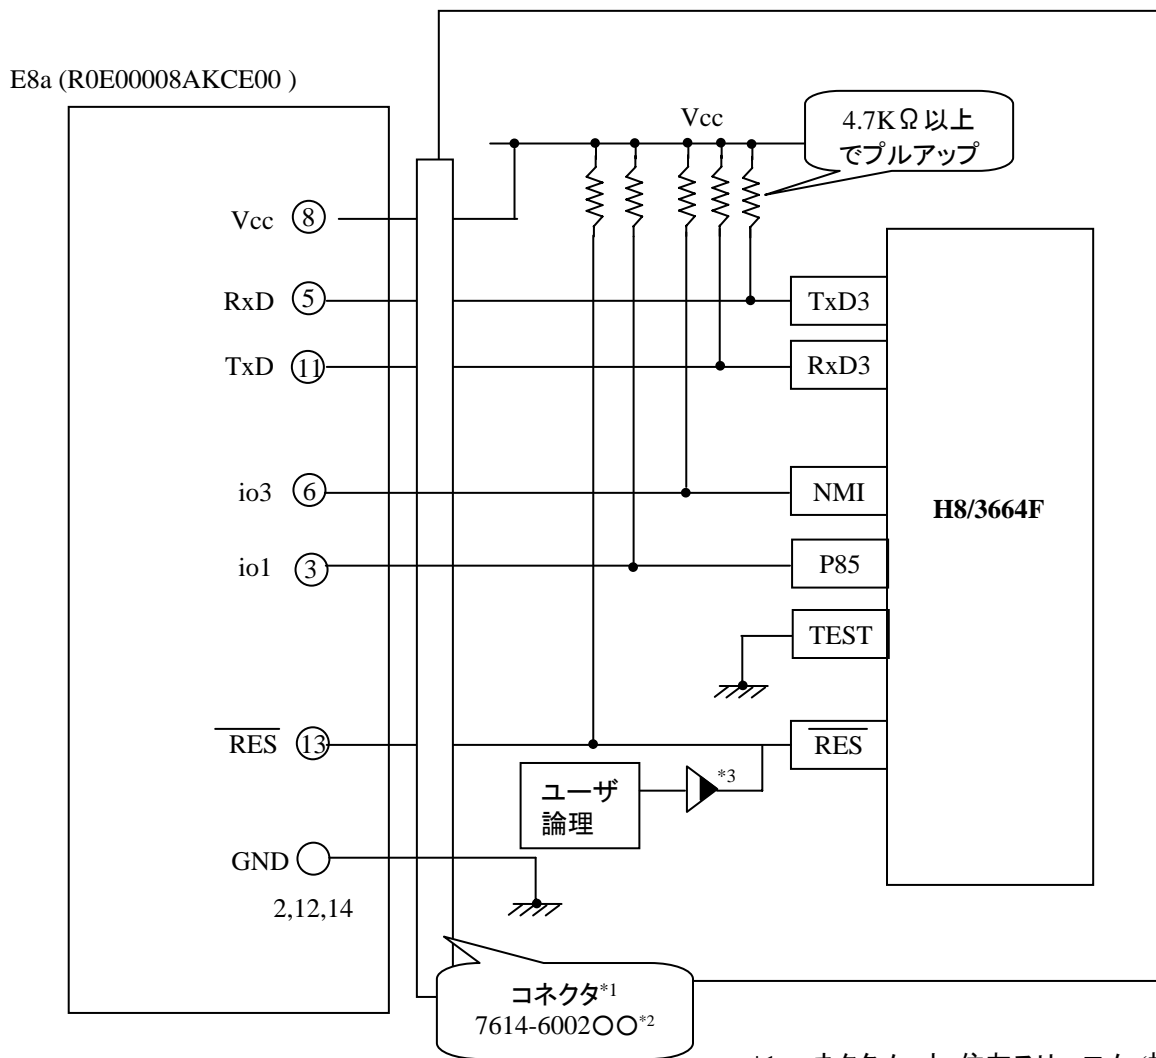 E8a (R0E00008AKCE00 )
Vcc
4.7KΩ以上
でプルアップ
Vcc 8
RxD 5
TxD3
TxD 11
RxD3
io3 6
NMI
H8/3664F
io1 3
P85
TEST
RES 13
RES
*3
ユーザ
論理
GND
2,12,14
コネクタ*1
7614-6002〇〇*2